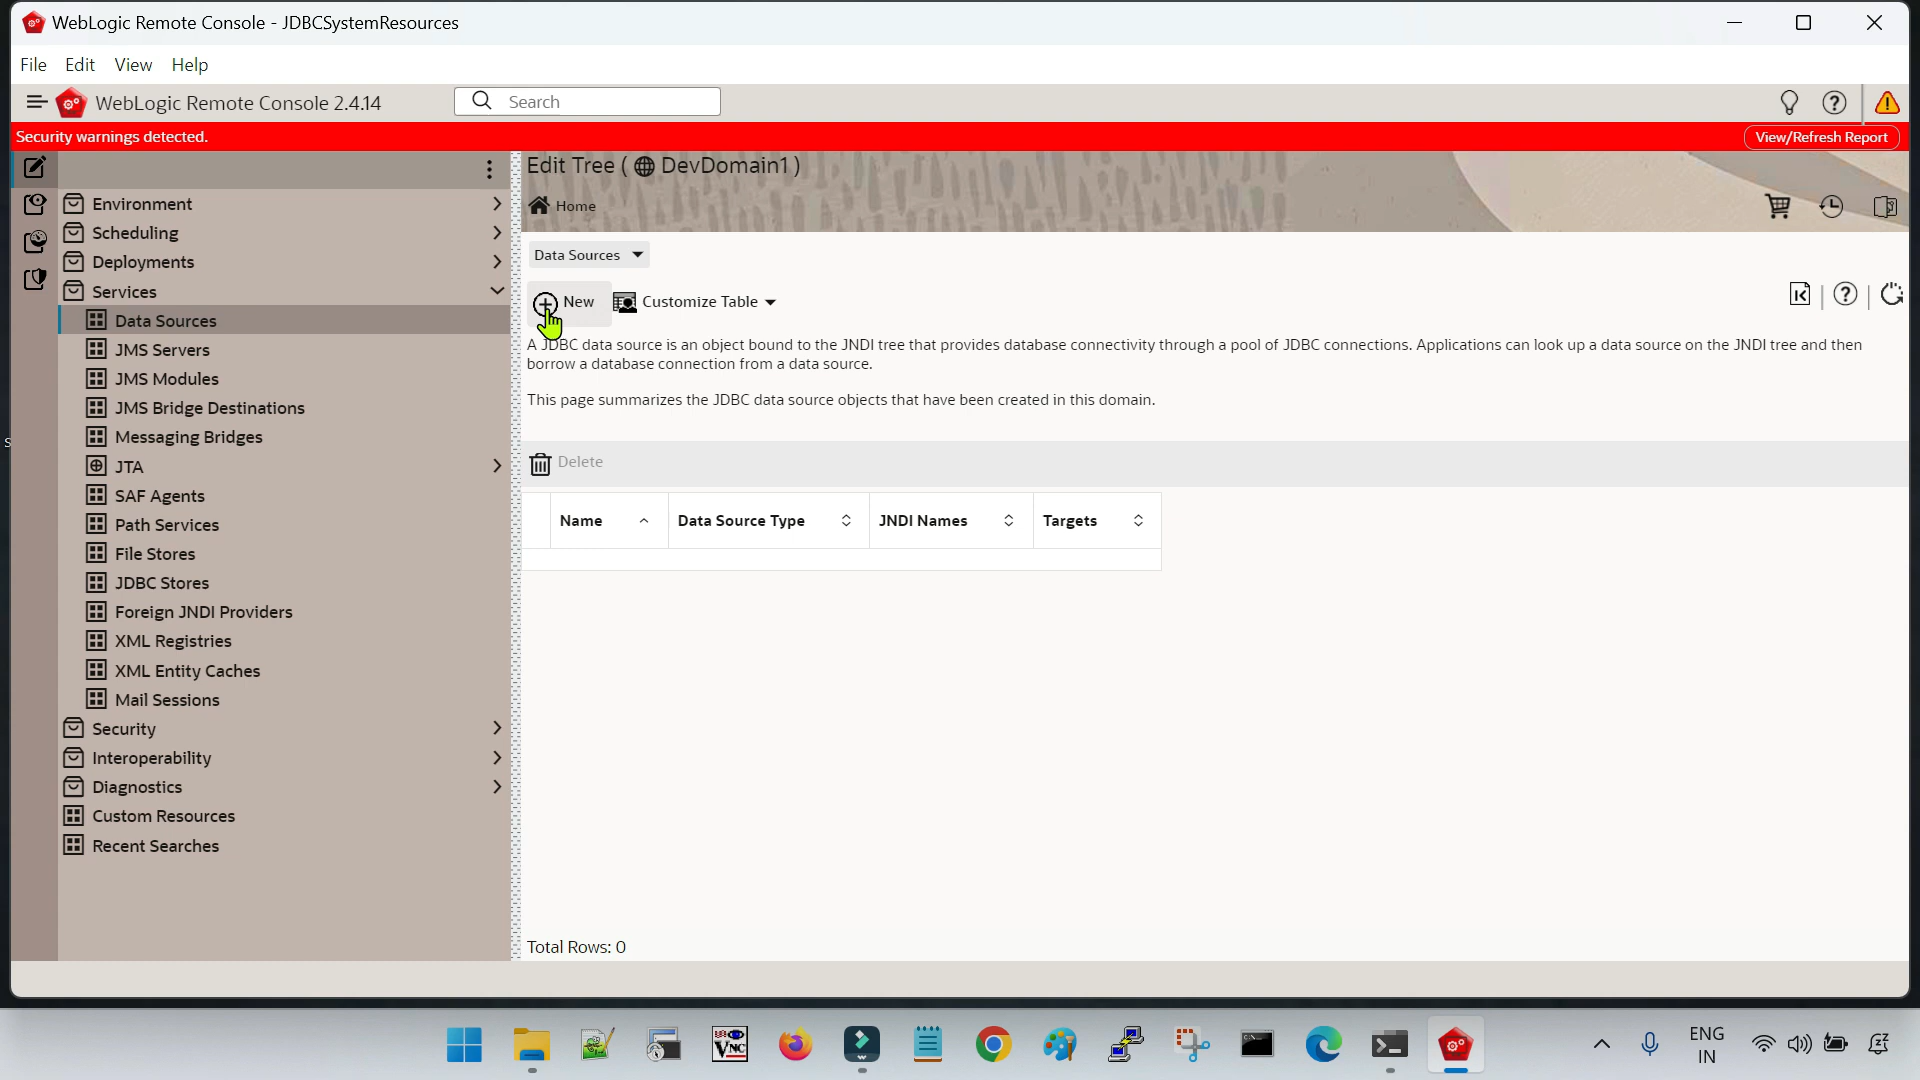 WebLogic Remote Console - JDBCSystemResources
File Edit View Help
WebLogic Remote Console 2.4.14
Search
Security warnings detected.
View/Refresh Report
Edit Tree ( DevDomain1 )
Home
Environment
Scheduling
Deployments
Services
Data Sources
JMS Servers
JMS Modules
JMS Bridge Destinations
Messaging Bridges
JTA
SAF Agents
Path Services
File Stores
JDBC Stores
Foreign JNDI Providers
XML Registries
XML Entity Caches
Mail Sessions
Security
Interoperability
Diagnostics
Custom Resources
Recent Searches
Data Sources
New Customize Table
A JDBC data source is an object bound to the JNDI tree that provides database connectivity through a pool of JDBC connections. Applications can look up a data source on the JNDI tree and then
borrow a database connection from a data source.
This page summarizes the JDBC data source objects that have been created in this domain.
Delete
Name Data Source Type JNDI Names Targets
Total Rows: 0
S
VNC
ENG
IN